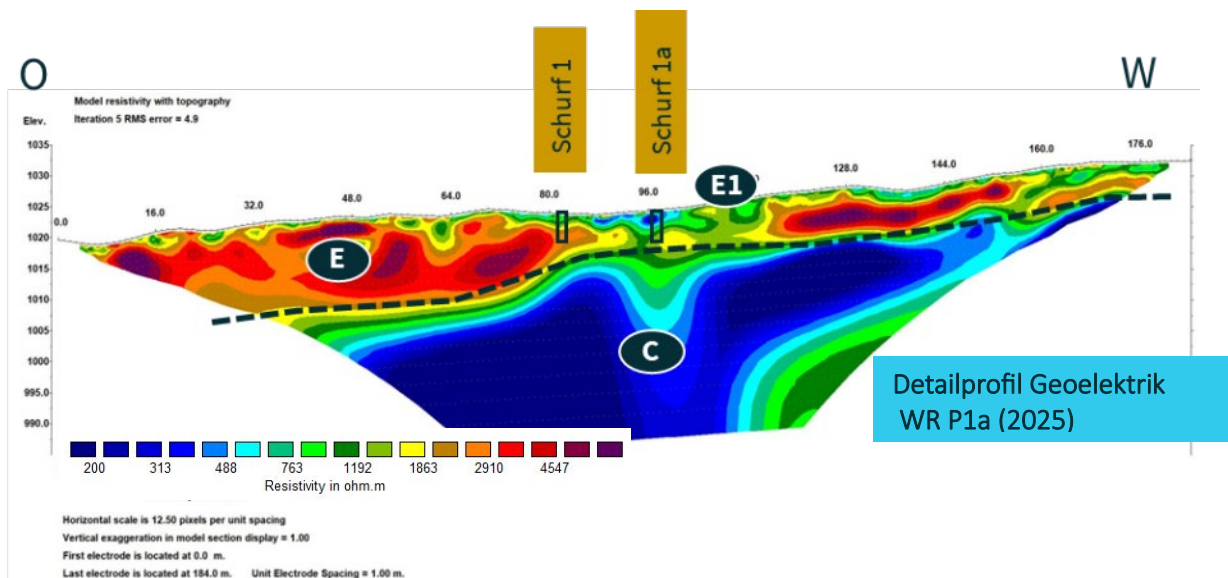 O
W
Schurf 1
Schurf 1a
Model resistivity with topography
Iteration 5 RMS error = 4.9
Elev.
1035
1030
1025
1020
1015
1010
1005
1000
995.0
990.0
0.0
16.0
32.0
48.0
64.0
80.0
96.0
128.0
144.0
160.0
176.0
E
E1
C
Detailprofil Geoelektrik
WR P1a (2025)
200 313 488 763 1192 1863 2910 4547
Resistivity in ohm.m
Horizontal scale is 12.50 pixels per unit spacing
Vertical exaggeration in model section display = 1.00
First electrode is located at 0.0 m.
Last electrode is located at 184.0 m. Unit Electrode Spacing = 1.00 m.